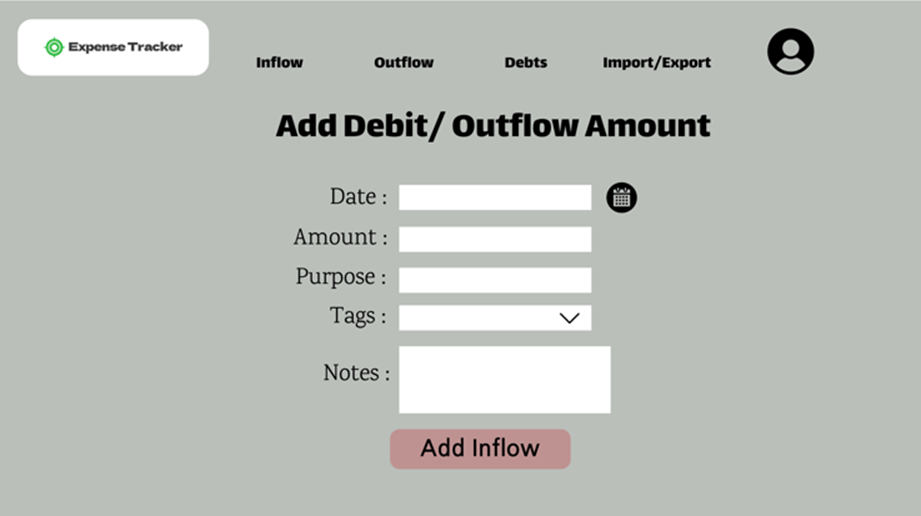 Expense Tracker
Inflow Outflow Debts Import/Export
Add Debit/ Outflow Amount
Date :
Amount :
Purpose :
Tags :
Notes :
Add Inflow